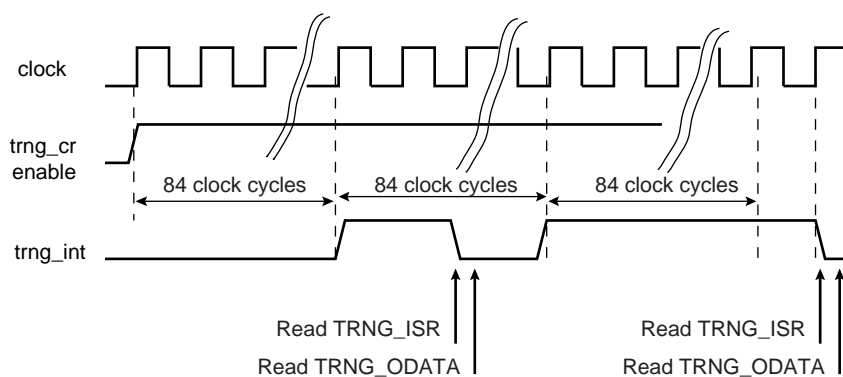 clock
trng_cr
enable
84 clock cycles
84 clock cycles
84 clock cycles
trng_int
Read TRNG_ISR
Read TRNG_ISR
Read TRNG_ODATA
Read TRNG_ODATA